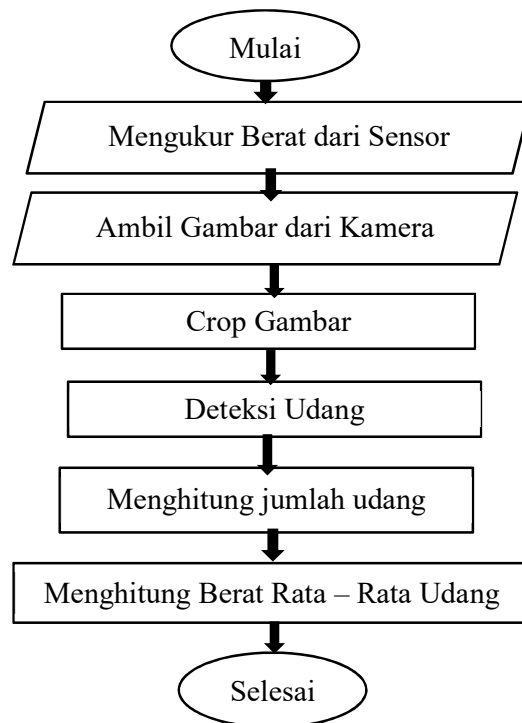 Mulai
Mengukur Berat dari Sensor
Ambil Gambar dari Kamera
Crop Gambar
Deteksi Udang
Menghitung jumlah udang
Menghitung Berat Rata – Rata Udang
Selesai